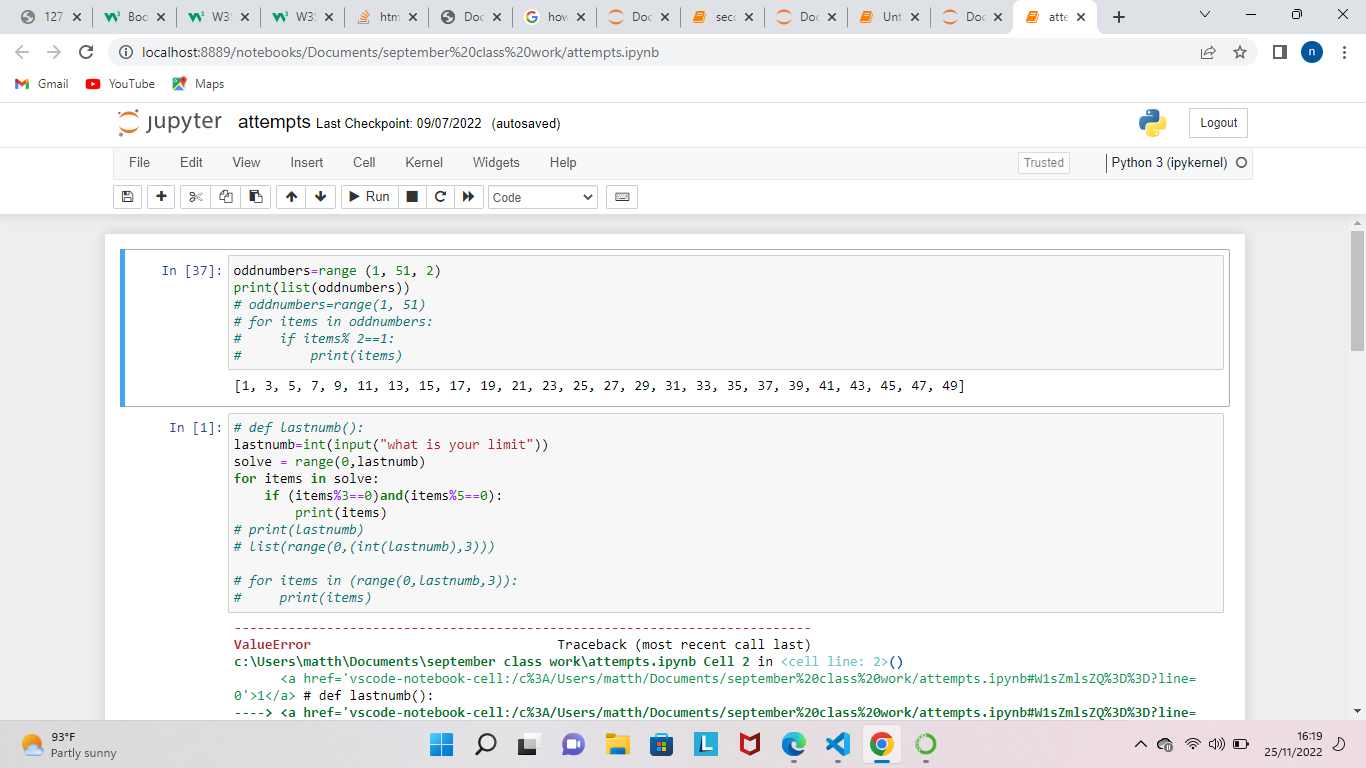 127
Boo
W3
W3
htm
Doc
how
Doc
seco
Doc
Unt
Doc
atte
localhost:8889/notebooks/Documents/september%20class%20work/attempts.ipynb
n
Gmail
YouTube
Maps
jupyter attempts Last Checkpoint: 09/07/2022 (autosaved)
Logout
File Edit View Insert Cell Kernel Widgets Help
Trusted
Python 3 (ipykernel)
Run
Code
In [37]:
oddnumbers=range (1, 51, 2)
print(list(oddnumbers))
# oddnumbers=range(1, 51)
# for items in oddnumbers:
#     if items% 2==1:
#         print(items)
[1, 3, 5, 7, 9, 11, 13, 15, 17, 19, 21, 23, 25, 27, 29, 31, 33, 35, 37, 39, 41, 43, 45, 47, 49]
In [1]:
# def lastnumb():
lastnumb=int(input("what is your limit"))
solve = range(0,lastnumb)
for items in solve:
    if (items%3==0)and(items%5==0):
        print(items)
# print(lastnumb)
# list(range(0,(int(lastnumb),3)))
# for items in (range(0,lastnumb,3)):
#     print(items)
---------------------------------------------------------------------------
ValueError                                Traceback (most recent call last)
c:\Users\matth\Documents\september class work\attempts.ipynb Cell 2 in <cell line: 2>()
      <a href='vscode-notebook-cell:/c%3A/Users/matth/Documents/september%20class%20work/attempts.ipynb#W1sZmlsZQ%3D%3D?line=
0'>1</a> # def lastnumb():
----> <a href='vscode-notebook-cell:/c%3A/Users/matth/Documents/september%20class%20work/attempts.ipynb#W1sZmlsZQ%3D%3D?line=
93°F
Partly sunny
L
16:19
25/11/2022